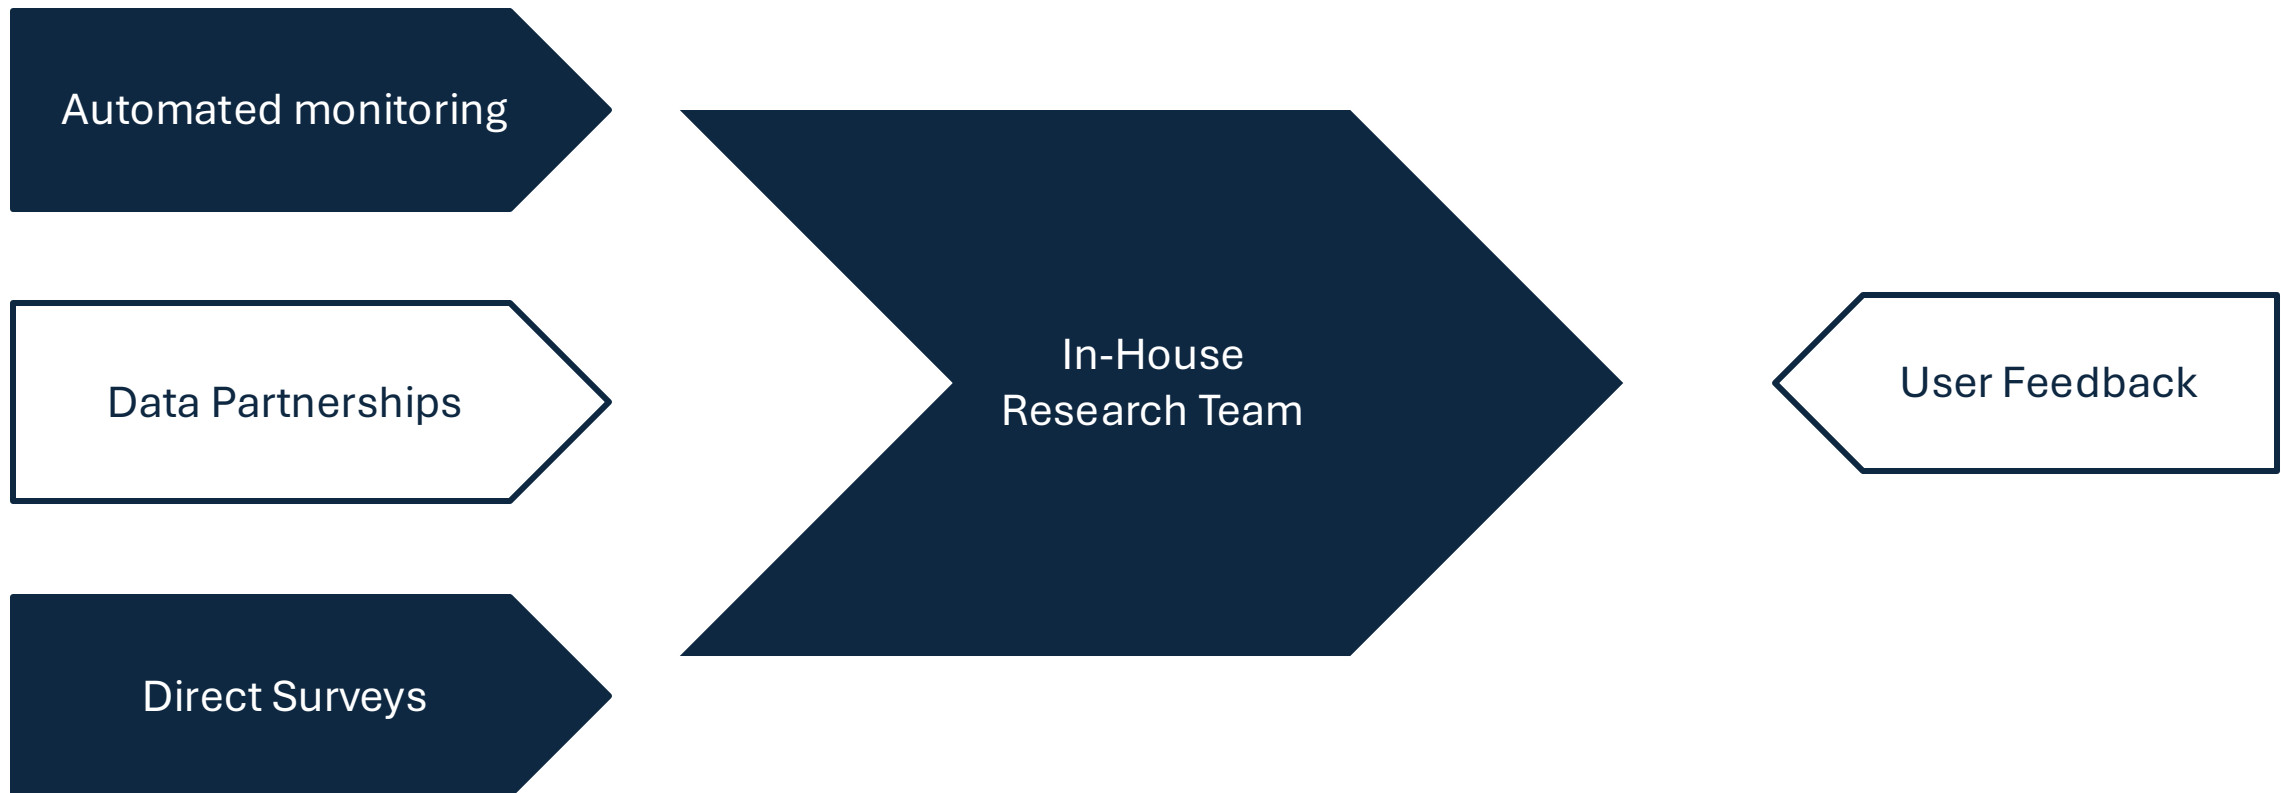 Automated monitoring
Data Partnerships
Direct Surveys
In-House
Research Team
User Feedback